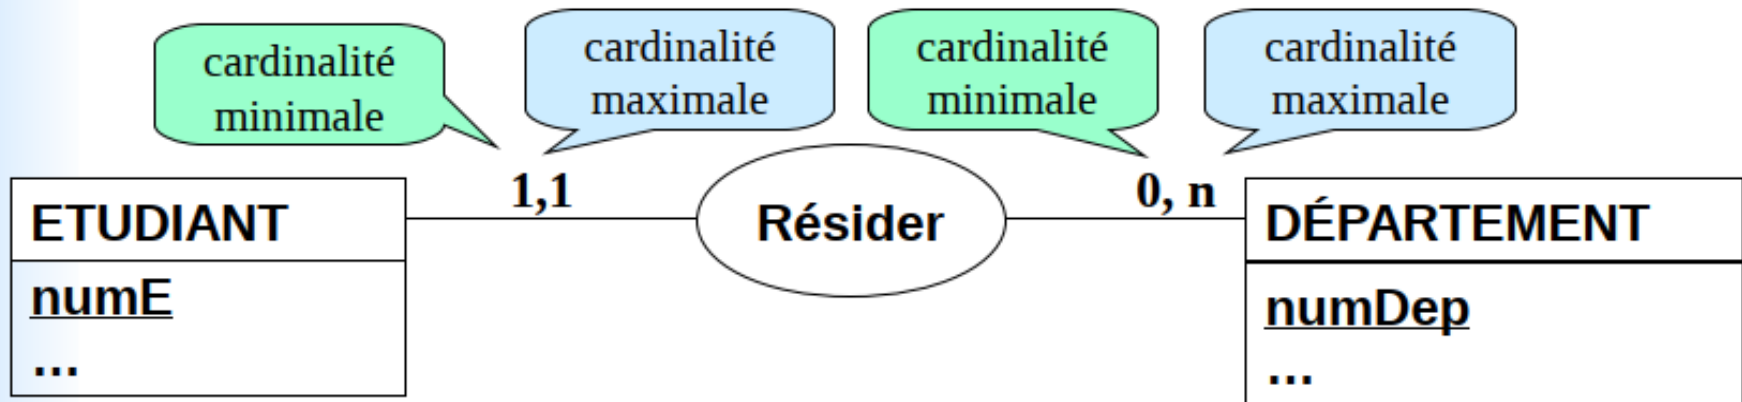 cardinalité
minimale
cardinalité
maximale
cardinalité
minimale
cardinalité
maximale
1,1
0, n
ETUDIANT
Résider
DÉPARTEMENT
numE
numDep
...
...